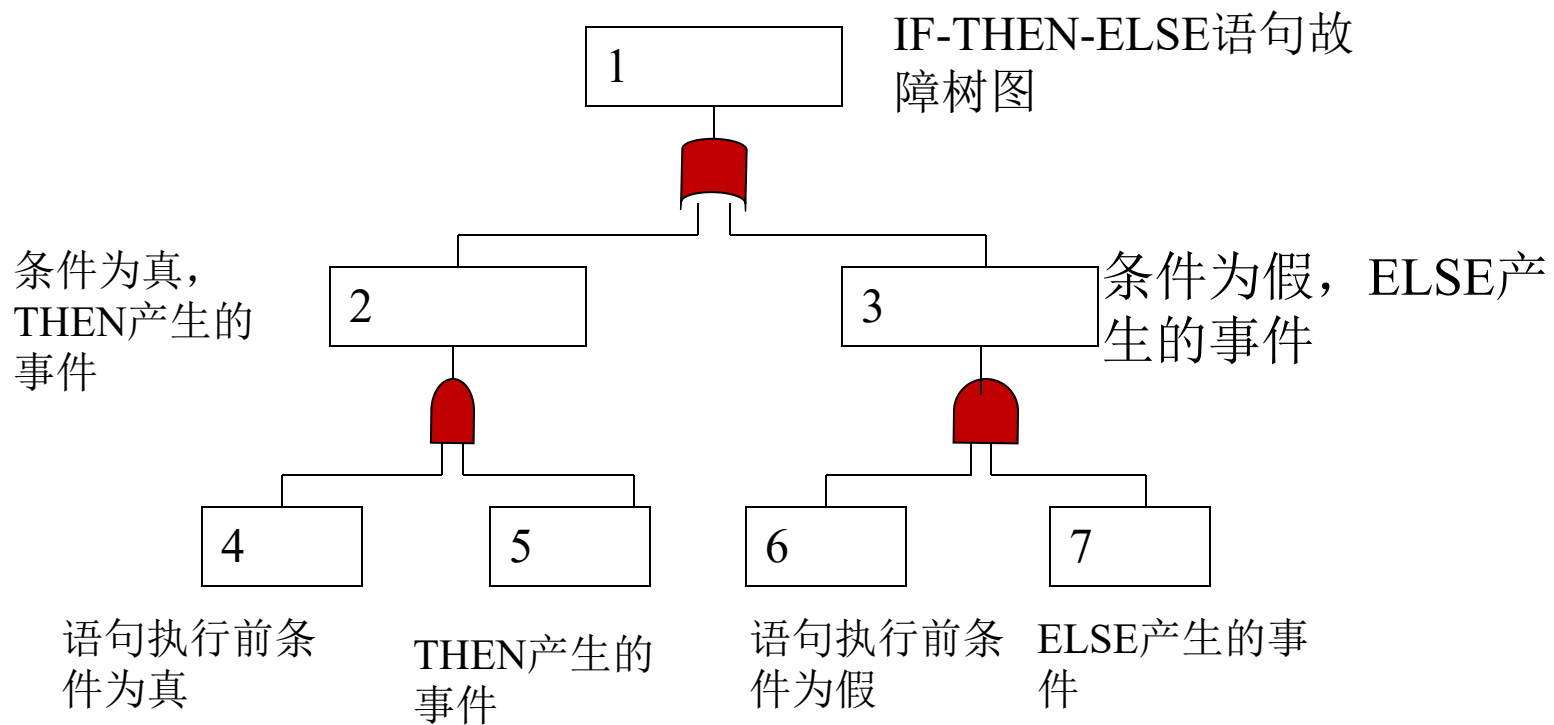 1
IF-THEN-ELSE语句故
障树图
条件为真，
THEN产生的
事件
2
3
条件为假，ELSE产
生的事件
4
5
6
7
语句执行前条
件为真
THEN产生的
事件
语句执行前条
件为假
ELSE产生的事
件